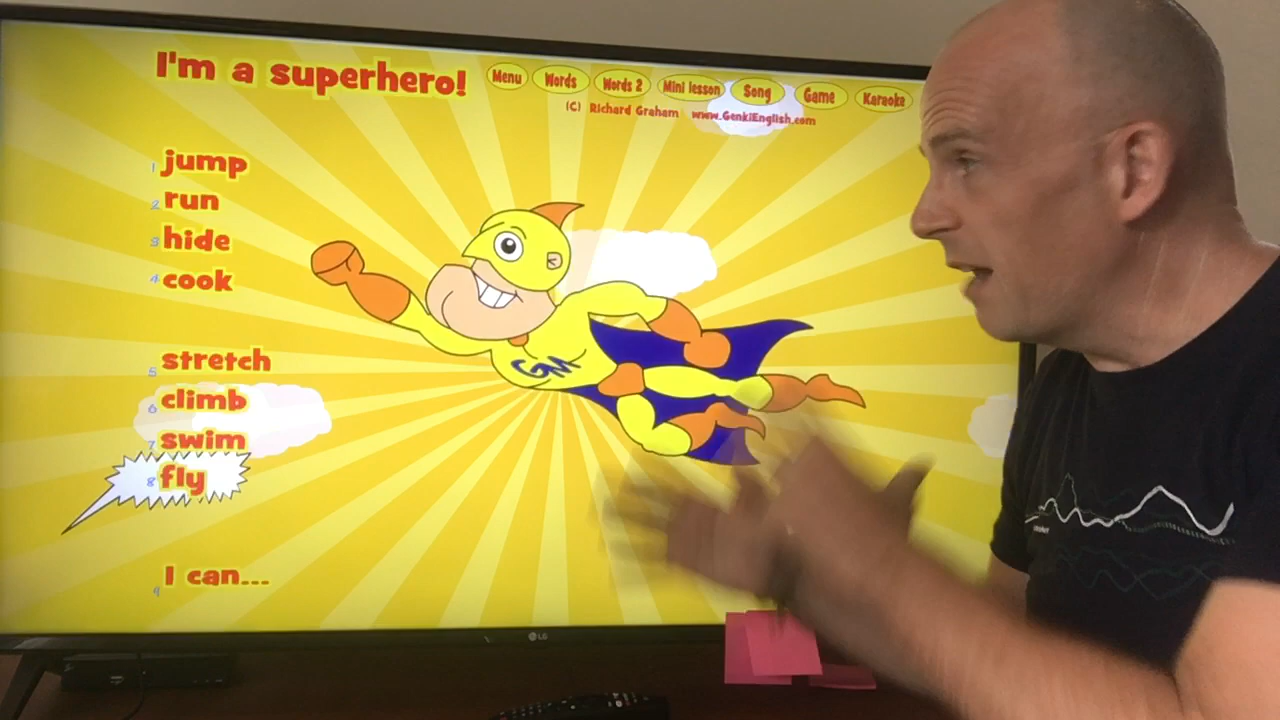 I'm a superhero!
Menu Words Words 2 Mini lesson Song Game Karaoke
(C) Richard Graham www.GenkiEnglish.com
1 jump
2 run
3 hide
4 cook
5 stretch
6 climb
7 swim
8 fly
9 I can...
GM
LG